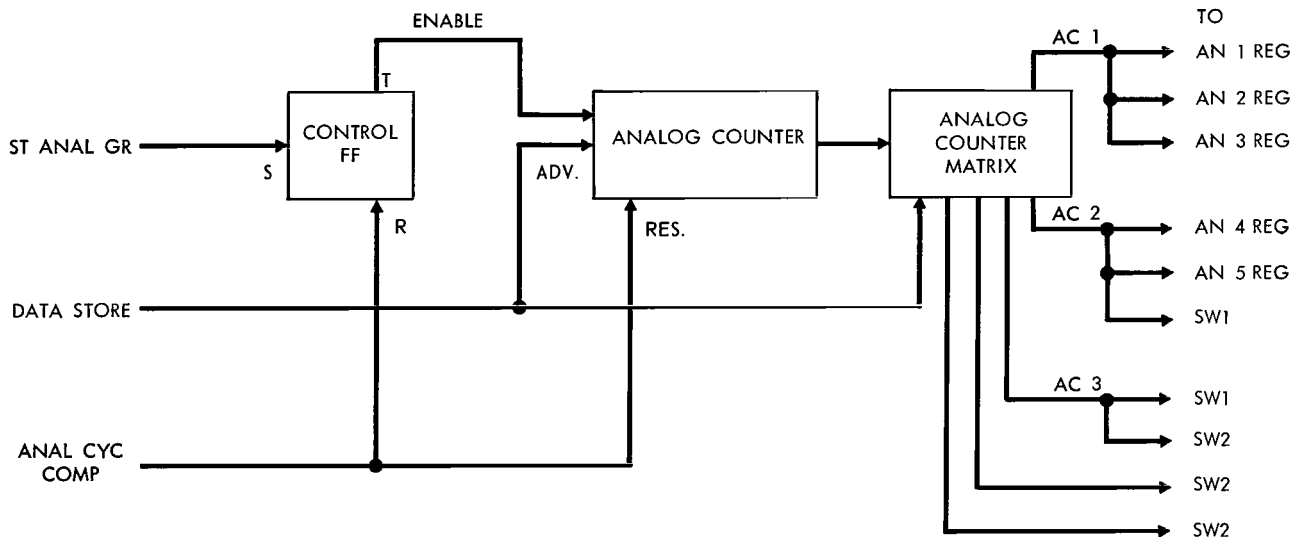 TO
ENABLE
AC 1
AN 1 REG
T
AN 2 REG
CONTROL
FF
ANALOG COUNTER
ANALOG
COUNTER
MATRIX
AN 3 REG
ST ANAL GR
S
ADV.
R
RES.
AC 2
AN 4 REG
AN 5 REG
DATA STORE
SW1
AC 3
SW1
SW2
ANAL CYC
COMP
SW2
SW2